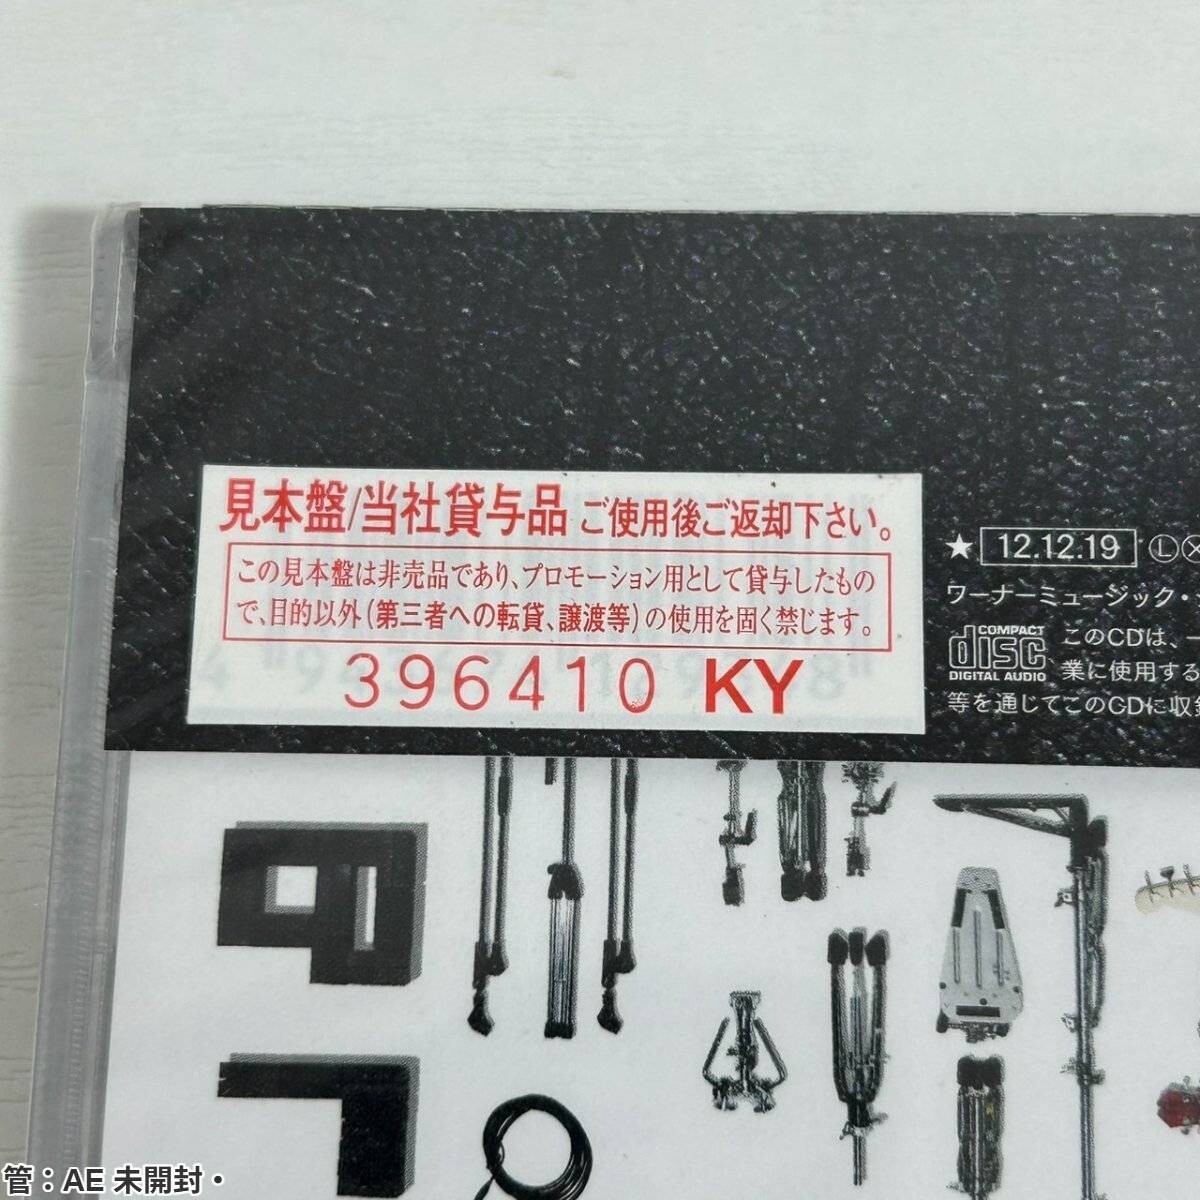 見本盤/当社貸与品 ご使用後ご返却下さい。
この見本盤は非売品であり、プロモーション用として貸与したもの
で、目的以外(第三者への転貸、譲渡等)の使用を固く禁じます。
396410 KY
★ 12.12.19 Ⓛ
ワーナーミュージック・
COMPACT
disc
DIGITAL AUDIO
このCDは、
業に使用する
等を通じてこのCDに収録
管：AE 未開封・